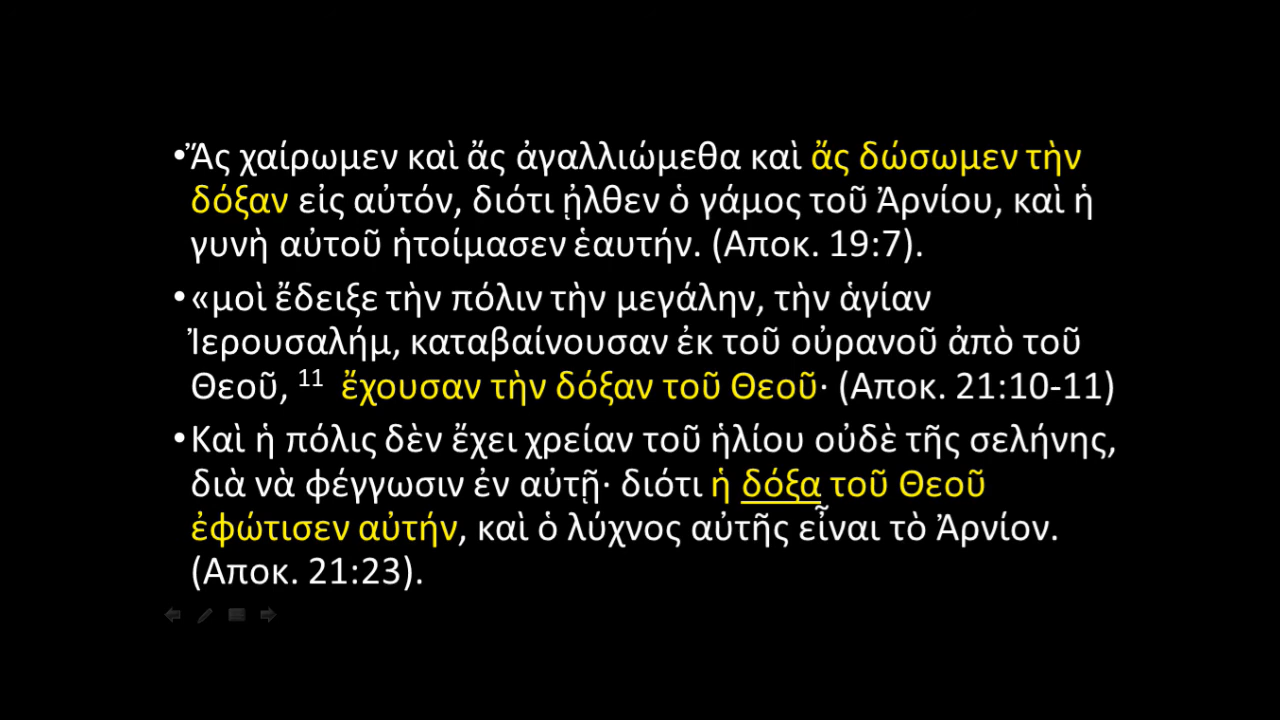 •Ἂς χαίρωμεν καὶ ἂς ἀγαλλιώμεθα καὶ ἂς δώσωμεν τὴν
δόξαν εἰς αὐτόν, διότι ᾐλθεν ὁ γάμος τοῦ Ἀρνίου, καὶ ἡ
γυνὴ αὐτοῦ ἡτοίμασεν ἑαυτήν. (Αποκ. 19:7).
•«μοὶ ἔδειξε τὴν πόλιν τὴν μεγάλην, τὴν ἁγίαν
Ἰερουσαλήμ, καταβαίνουσαν ἐκ τοῦ οὐρανοῦ ἀπὸ τοῦ
Θεοῦ, 11 ἔχουσαν τὴν δόξαν τοῦ Θεοῦ· (Αποκ. 21:10-11)
•Καὶ ἡ πόλις δὲν ἔχει χρείαν τοῦ ἡλίου οὐδὲ τῆς σελήνης,
διὰ νὰ φέγγωσιν ἐν αὐτῇ· διότι ἡ δόξα τοῦ Θεοῦ
ἐφώτισεν αὐτήν, καὶ ὁ λύχνος αὐτῆς εἶναι τὸ Ἀρνίον.
(Αποκ. 21:23).